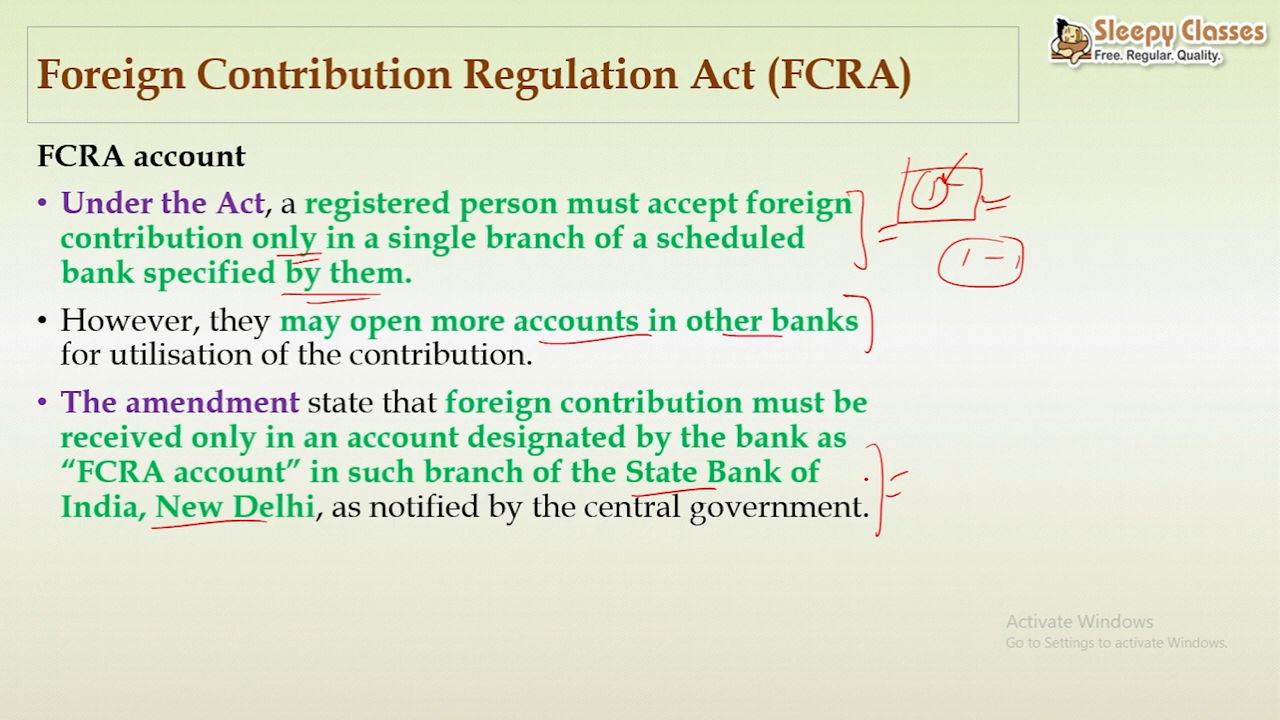 Sleepy Classes
Free. Regular. Quality.
Foreign Contribution Regulation Act (FCRA)
FCRA account
• Under the Act, a registered person must accept foreign
contribution only in a single branch of a scheduled
bank specified by them.
• However, they may open more accounts in other banks
for utilisation of the contribution.
• The amendment state that foreign contribution must be
received only in an account designated by the bank as
“FCRA account” in such branch of the State Bank of
India, New Delhi, as notified by the central government.
Activate Windows
Go to Settings to activate Windows.